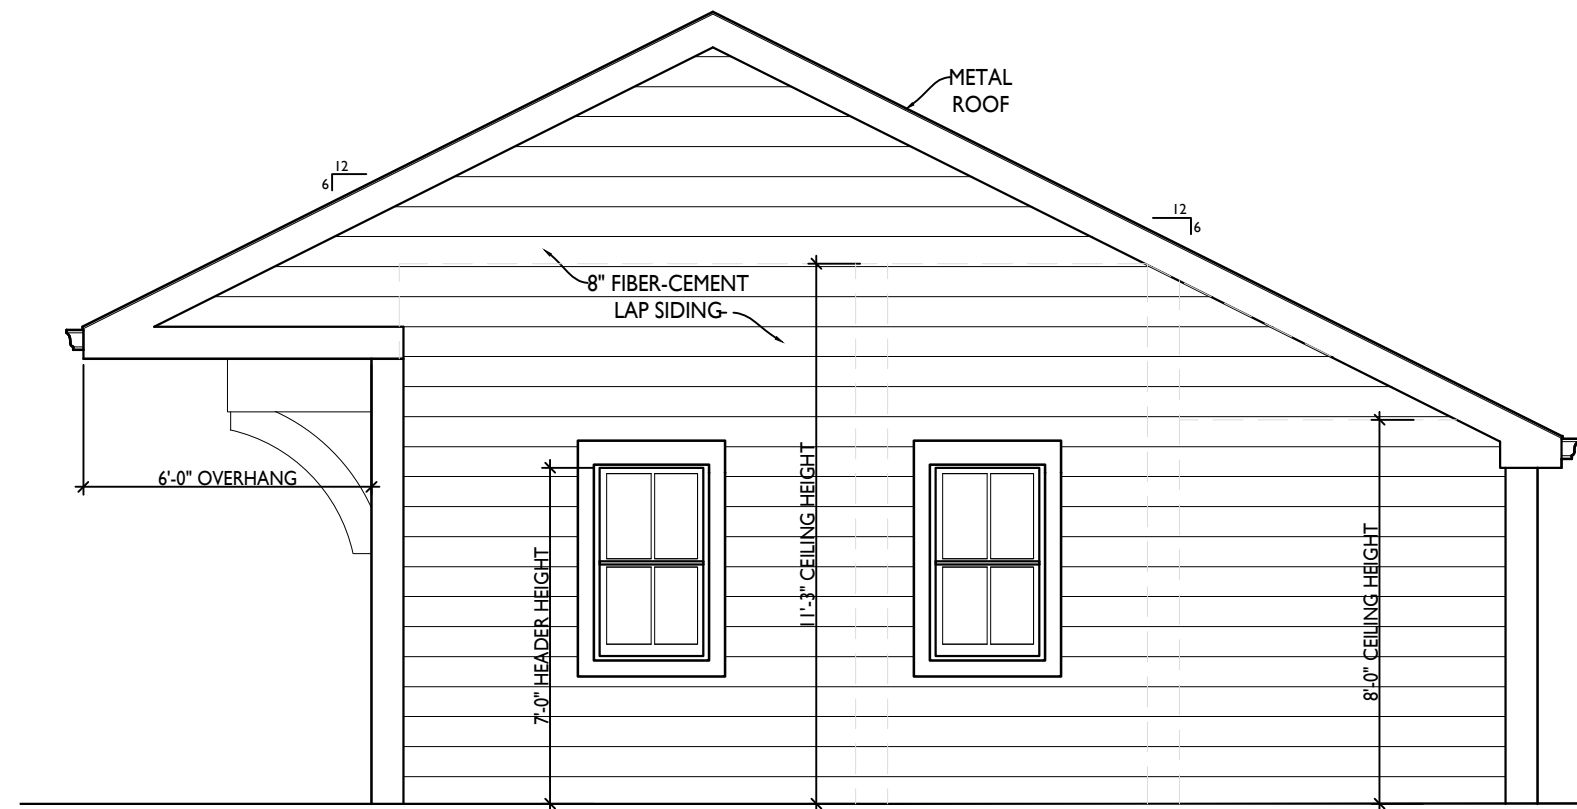 METAL
ROOF
12
6
12
6
8" FIBER-CEMENT
LAP SIDING
6'-0" OVERHANG
7'-0" HEADER HEIGHT
11'-3" CEILING HEIGHT
8'-0" CEILING HEIGHT